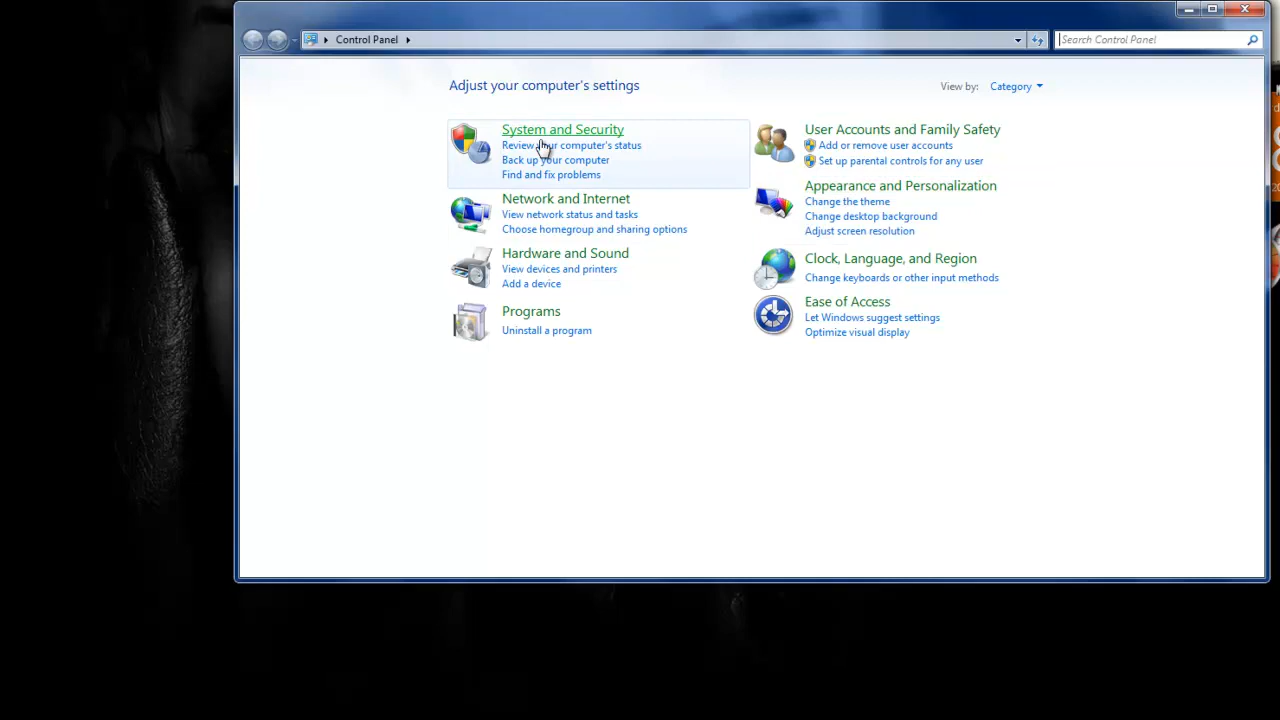 Control Panel
Search Control Panel
Adjust your computer's settings
View by: Category
System and Security
Review your computer's status
Back up your computer
Find and fix problems
Network and Internet
View network status and tasks
Choose homegroup and sharing options
Hardware and Sound
View devices and printers
Add a device
Programs
Uninstall a program
User Accounts and Family Safety
Add or remove user accounts
Set up parental controls for any user
Appearance and Personalization
Change the theme
Change desktop background
Adjust screen resolution
Clock, Language, and Region
Change keyboards or other input methods
Ease of Access
Let Windows suggest settings
Optimize visual display